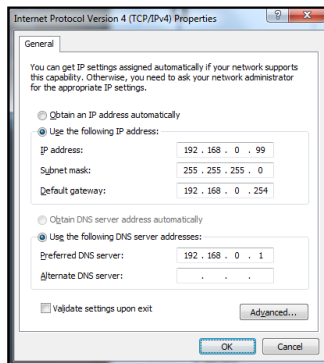 Internet Protocol Version 4 (TCP/IPv4) Properties
General
You can get IP settings assigned automatically if your network supports
this capability. Otherwise, you need to ask your network administrator
for the appropriate IP settings.
Obtain an IP address automatically
Use the following IP address:
IP address: 192 . 168 . 0 . 99
Subnet mask: 255 . 255 . 255 . 0
Default gateway: 192 . 168 . 0 . 254
Obtain DNS server address automatically
Use the following DNS server addresses:
Preferred DNS server: 192 . 168 . 0 . 1
Alternate DNS server: . . .
Validate settings upon exit
Advanced...
OK Cancel